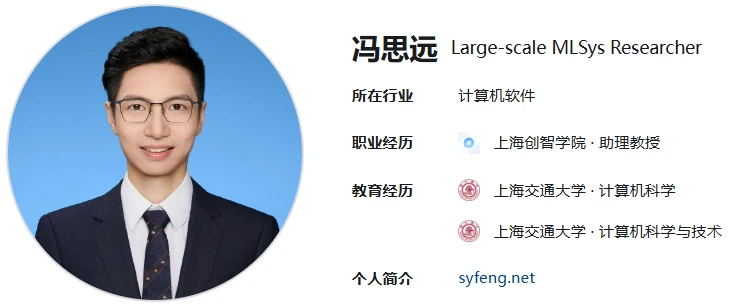 冯思远 Large-scale MLSys Researcher
所在行业 计算机软件
职业经历 上海创智学院 · 助理教授
教育经历 上海交通大学 · 计算机科学
上海交通大学 · 计算机科学与技术
个人简介 syfeng.net